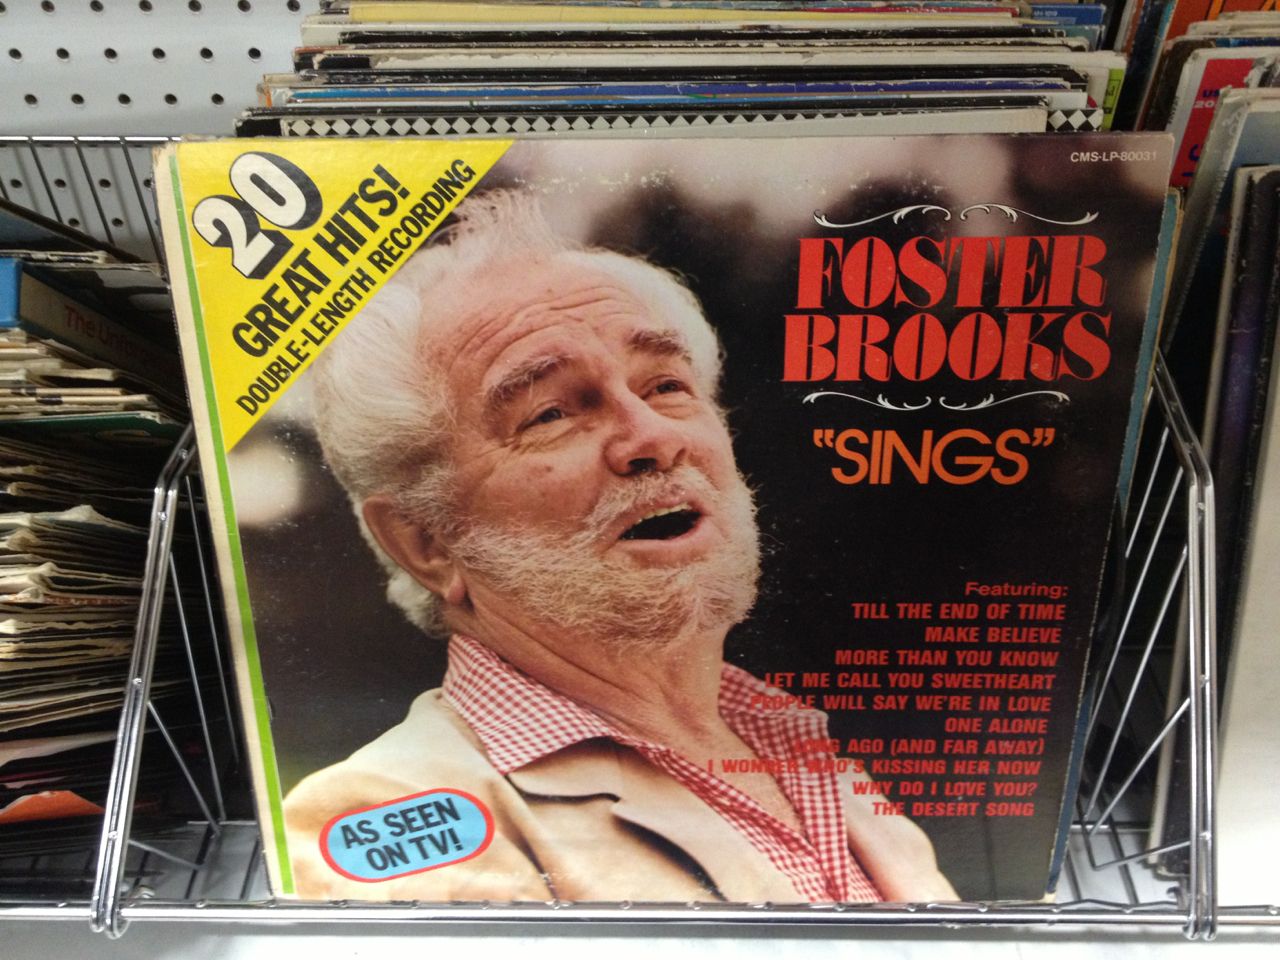 20
GREAT HITS!
DOUBLE-LENGTH RECORDING
CMS-LP-80031
FOSTER
BROOKS
"SINGS"
Featuring:
TILL THE END OF TIME
MAKE BELIEVE
MORE THAN YOU KNOW
LET ME CALL YOU SWEETHEART
PEOPLE WILL SAY WE'RE IN LOVE
ONE ALONE
LONG AGO (AND FAR AWAY)
I WONDER WHO'S KISSING HER NOW
WHY DO I LOVE YOU?
THE DESERT SONG
AS SEEN
ON TV!
The